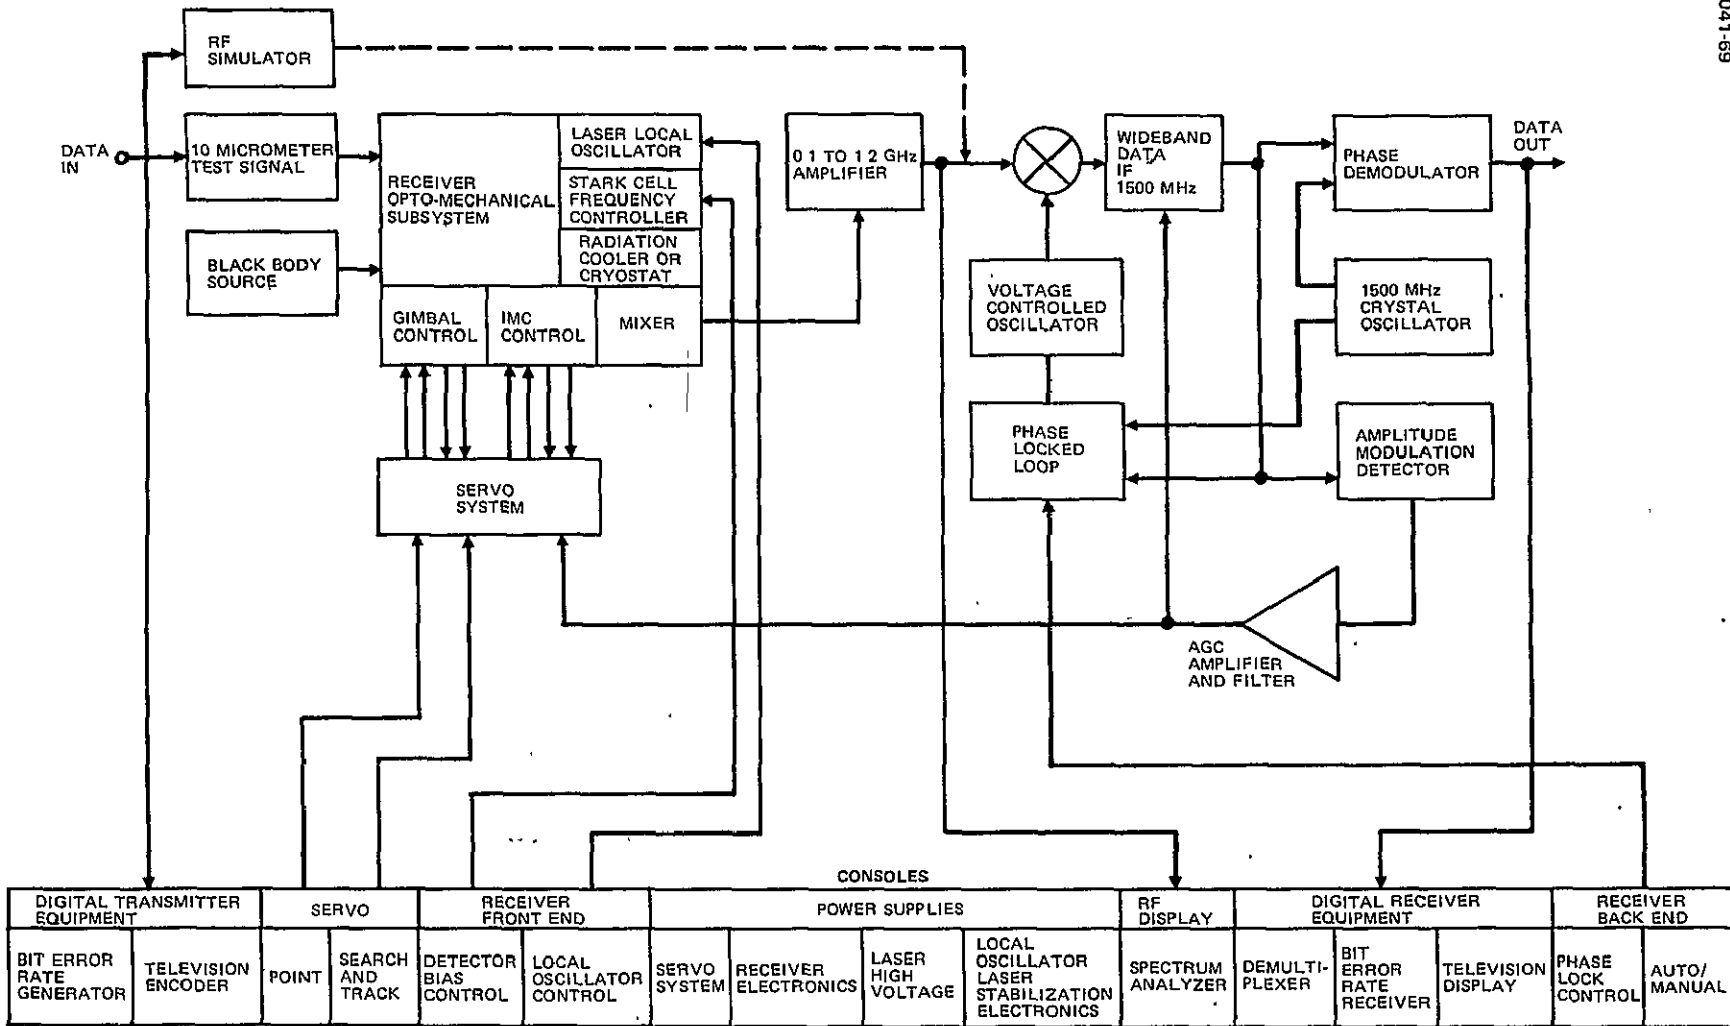 041-69
RF
SIMULATOR
DATA
IN
10 MICROMETER
TEST SIGNAL
BLACK BODY
SOURCE
RECEIVER
OPTO-MECHANICAL
SUBSYSTEM
LASER LOCAL
OSCILLATOR
STARK CELL
FREQUENCY
CONTROLLER
RADIATION
COOLER OR
CRYOSTAT
GIMBAL
CONTROL
IMC
CONTROL
MIXER
0 1 TO 1 2 GHz
AMPLIFIER
WIDEBAND
DATA
IF
1500 MHz
PHASE
DEMODULATOR
DATA
OUT
VOLTAGE
CONTROLLED
OSCILLATOR
1500 MHz
CRYSTAL
OSCILLATOR
PHASE
LOCKED
LOOP
AMPLITUDE
MODULATION
DETECTOR
SERVO
SYSTEM
AGC
AMPLIFIER
AND FILTER
CONSOLES
DIGITAL TRANSMITTER
EQUIPMENT
SERVO
RECEIVER
FRONT END
POWER SUPPLIES
RF
DISPLAY
DIGITAL RECEIVER
EQUIPMENT
RECEIVER
BACK END
BIT ERROR
RATE
GENERATOR
TELEVISION
ENCODER
POINT
SEARCH
AND
TRACK
DETECTOR
BIAS
CONTROL
LOCAL
OSCILLATOR
CONTROL
SERVO
SYSTEM
RECEIVER
ELECTRONICS
LASER
HIGH
VOLTAGE
LOCAL
OSCILLATOR
LASER
STABILIZATION
ELECTRONICS
SPECTRUM
ANALYZER
DEMULTI-
PLEXER
BIT
ERROR
RATE
RECEIVER
TELEVISION
DISPLAY
PHASE
LOCK
CONTROL
AUTO/
MANUAL